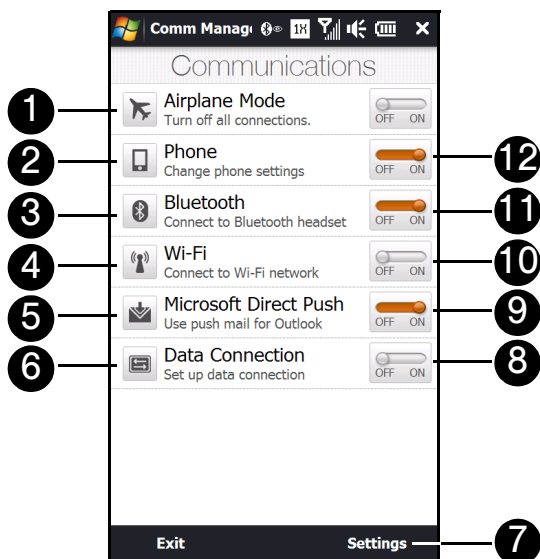 Comm Manage 1X
Communications
1 Airplane Mode
Turn off all connections.
OFF ON
2 Phone
Change phone settings
OFF ON 12
3 Bluetooth
Connect to Bluetooth headset
OFF ON 11
4 Wi-Fi
Connect to Wi-Fi network
OFF ON 10
5 Microsoft Direct Push
Use push mail for Outlook
OFF ON 9
6 Data Connection
Set up data connection
OFF ON 8
Exit Settings 7